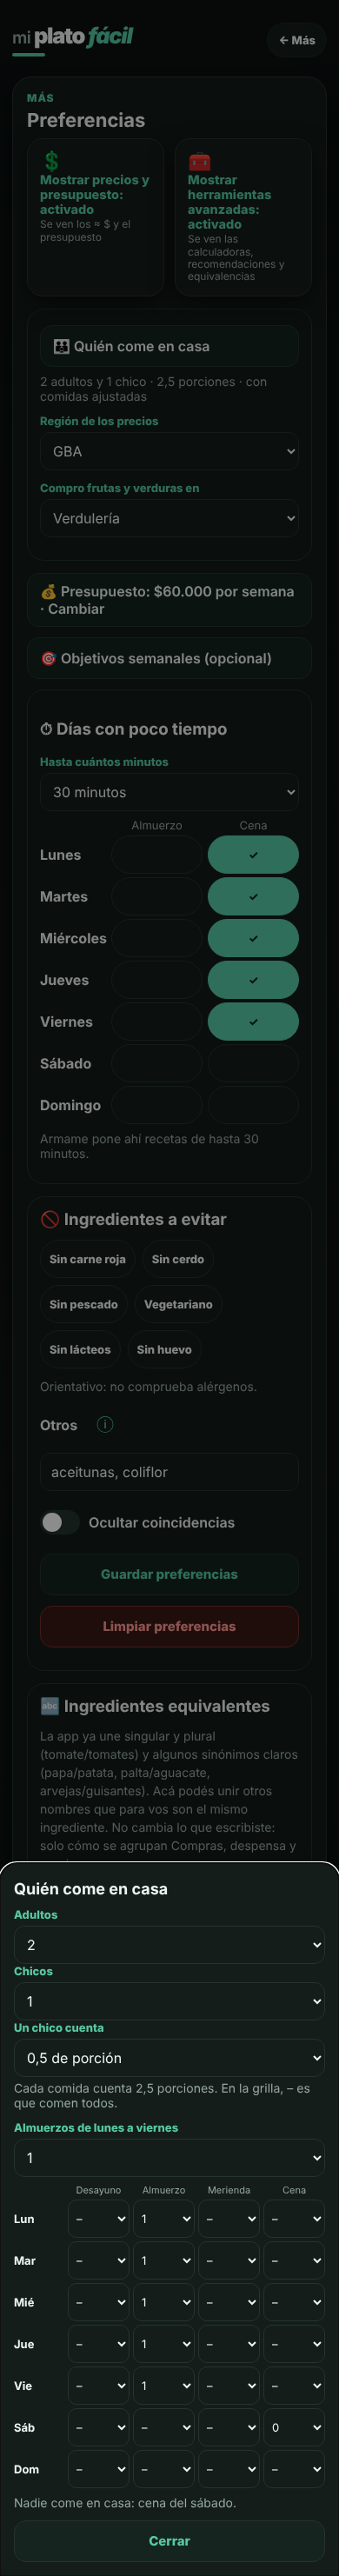 mi plato fácil
← Más
MÁS
Preferencias
Mostrar precios y
presupuesto:
activado
Se ven los ≈ $ y el
presupuesto
Mostrar
herramientas
avanzadas:
activado
Se ven las
calculadoras,
recomendaciones y
equivalencias
Quién come en casa
2 adultos y 1 chico · 2,5 porciones · con
comidas ajustadas
Región de los precios
GBA
Compro frutas y verduras en
Verdulería
Presupuesto: $60.000 por semana
· Cambiar
Objetivos semanales (opcional)
Días con poco tiempo
Hasta cuántos minutos
30 minutos
Almuerzo Cena
Lunes ✓
Martes ✓
Miércoles ✓
Jueves ✓
Viernes ✓
Sábado
Domingo
Armame pone ahí recetas de hasta 30
minutos.
Ingredientes a evitar
Sin carne roja Sin cerdo
Sin pescado Vegetariano
Sin lácteos Sin huevo
Orientativo: no comprueba alérgenos.
Otros ⓘ
aceitunas, coliflor
Ocultar coincidencias
Guardar preferencias
Limpiar preferencias
Ingredientes equivalentes
La app ya une singular y plural
(tomate/tomates) y algunos sinónimos claros
(papa/patata, palta/aguacate,
arvejas/guisantes). Acá podés unir otros
nombres que para vos son el mismo
ingrediente. No cambia lo que escribiste:
solo cómo se agrupan Compras, despensa y
Quién come en casa
Adultos
2
Chicos
1
Un chico cuenta
0,5 de porción
Cada comida cuenta 2,5 porciones. En la grilla, – es
que comen todos.
Almuerzos de lunes a viernes
1
Desayuno Almuerzo Merienda Cena
Lun – 1 – –
Mar – 1 – –
Mié – 1 – –
Jue – 1 – –
Vie – 1 – –
Sáb – – – 0
Dom – – – –
Nadie come en casa: cena del sábado.
Cerrar